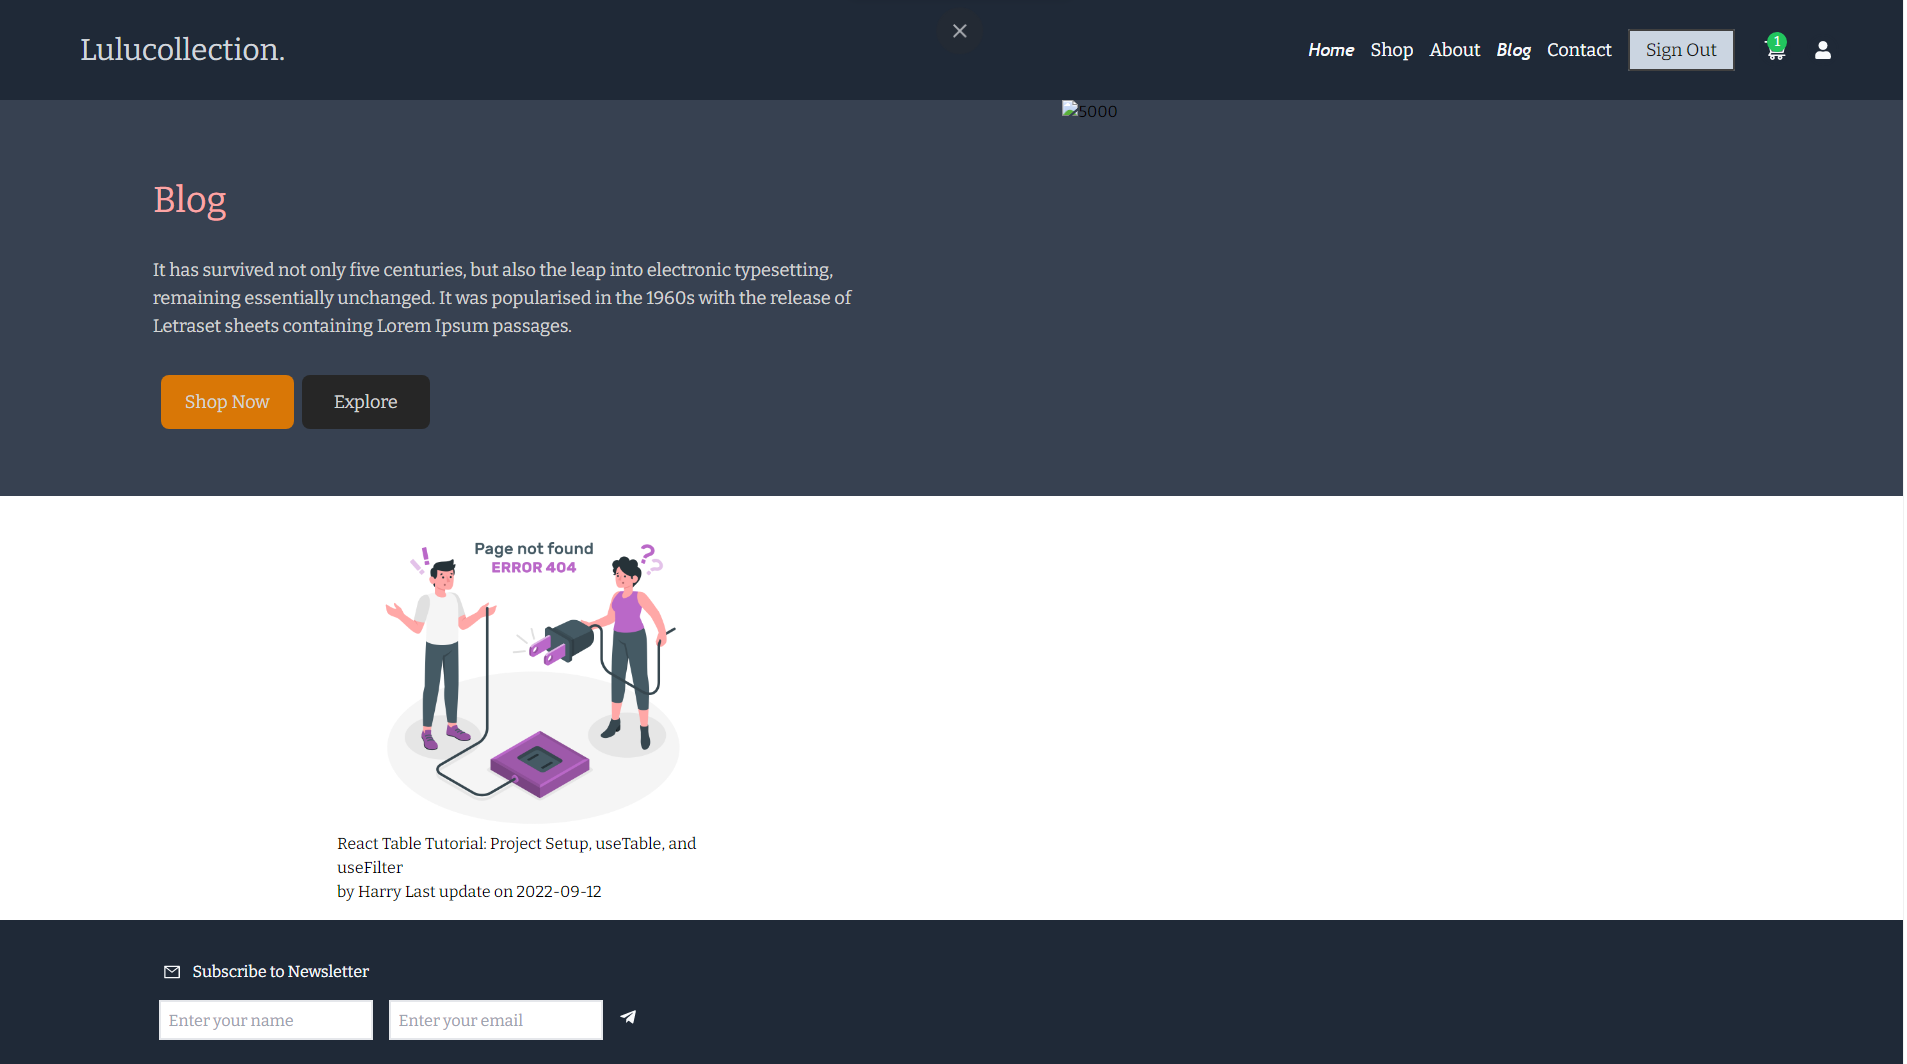 Lulucollection.
Home Shop About Blog Contact Sign Out 1
5000
Blog
It has survived not only five centuries, but also the leap into electronic typesetting,
remaining essentially unchanged. It was popularised in the 1960s with the release of
Letraset sheets containing Lorem Ipsum passages.
Shop Now Explore
Page not found
ERROR 404
React Table Tutorial: Project Setup, useTable, and
useFilter
by Harry Last update on 2022-09-12
Subscribe to Newsletter
Enter your name Enter your email